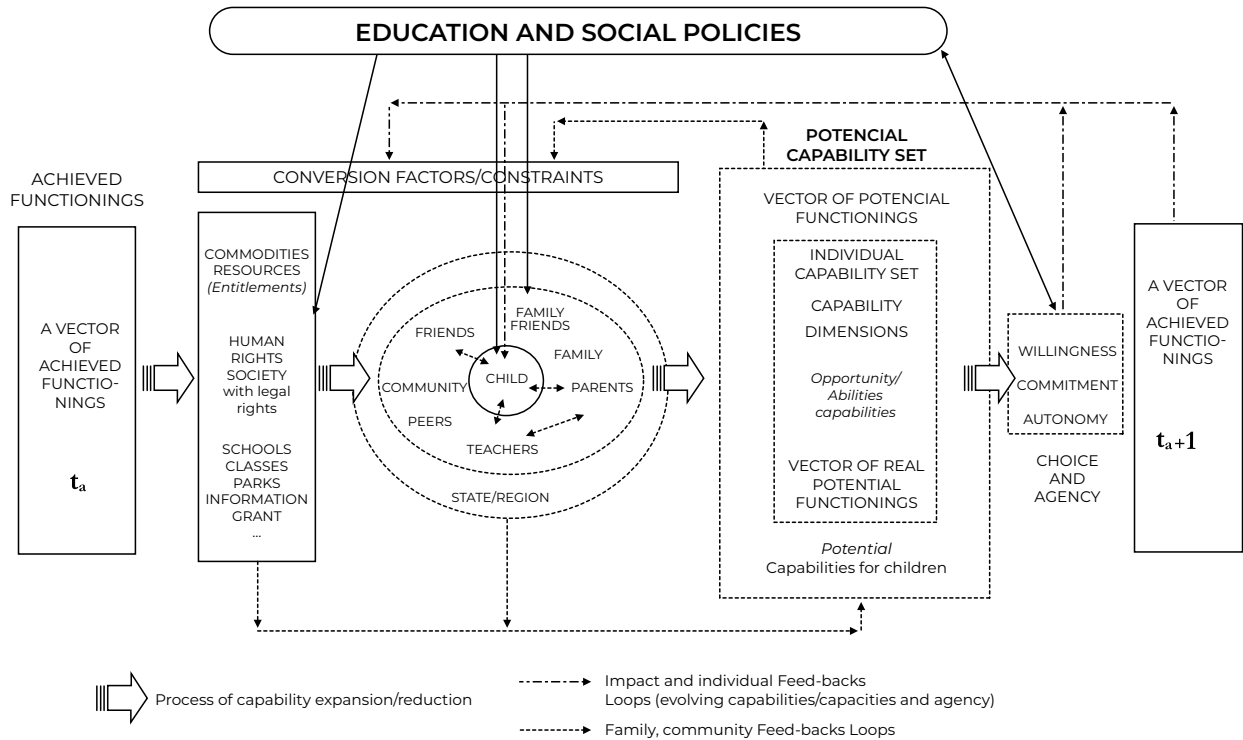 EDUCATION AND SOCIAL POLICIES
ACHIEVED
FUNCTIONINGS
A VECTOR
OF
ACHIEVED
FUNCTIO-
NINGS
tₐ
CONVERSION FACTORS/CONSTRAINTS
COMMODITIES
RESOURCES
(Entitlements)
HUMAN
RIGHTS
SOCIETY
with legal
rights
SCHOOLS
CLASSES
PARKS
INFORMATION
GRANT
...
FAMILY
FRIENDS
FRIENDS
FAMILY
CHILD
COMMUNITY
PARENTS
PEERS
TEACHERS
STATE/REGION
POTENCIAL
CAPABILITY SET
VECTOR OF POTENCIAL
FUNCTIONINGS
INDIVIDUAL
CAPABILITY SET
CAPABILITY
DIMENSIONS
Opportunity/
Abilities
capabilities
VECTOR OF REAL
POTENTIAL
FUNCTIONINGS
Potential
Capabilities for children
WILLINGNESS
COMMITMENT
AUTONOMY
CHOICE
AND
AGENCY
A VECTOR
OF
ACHIEVED
FUNCTIO-
NINGS
tₐ+1
Process of capability expansion/reduction
Impact and individual Feed-backs
Loops (evolving capabilities/capacities and agency)
Family, community Feed-backs Loops